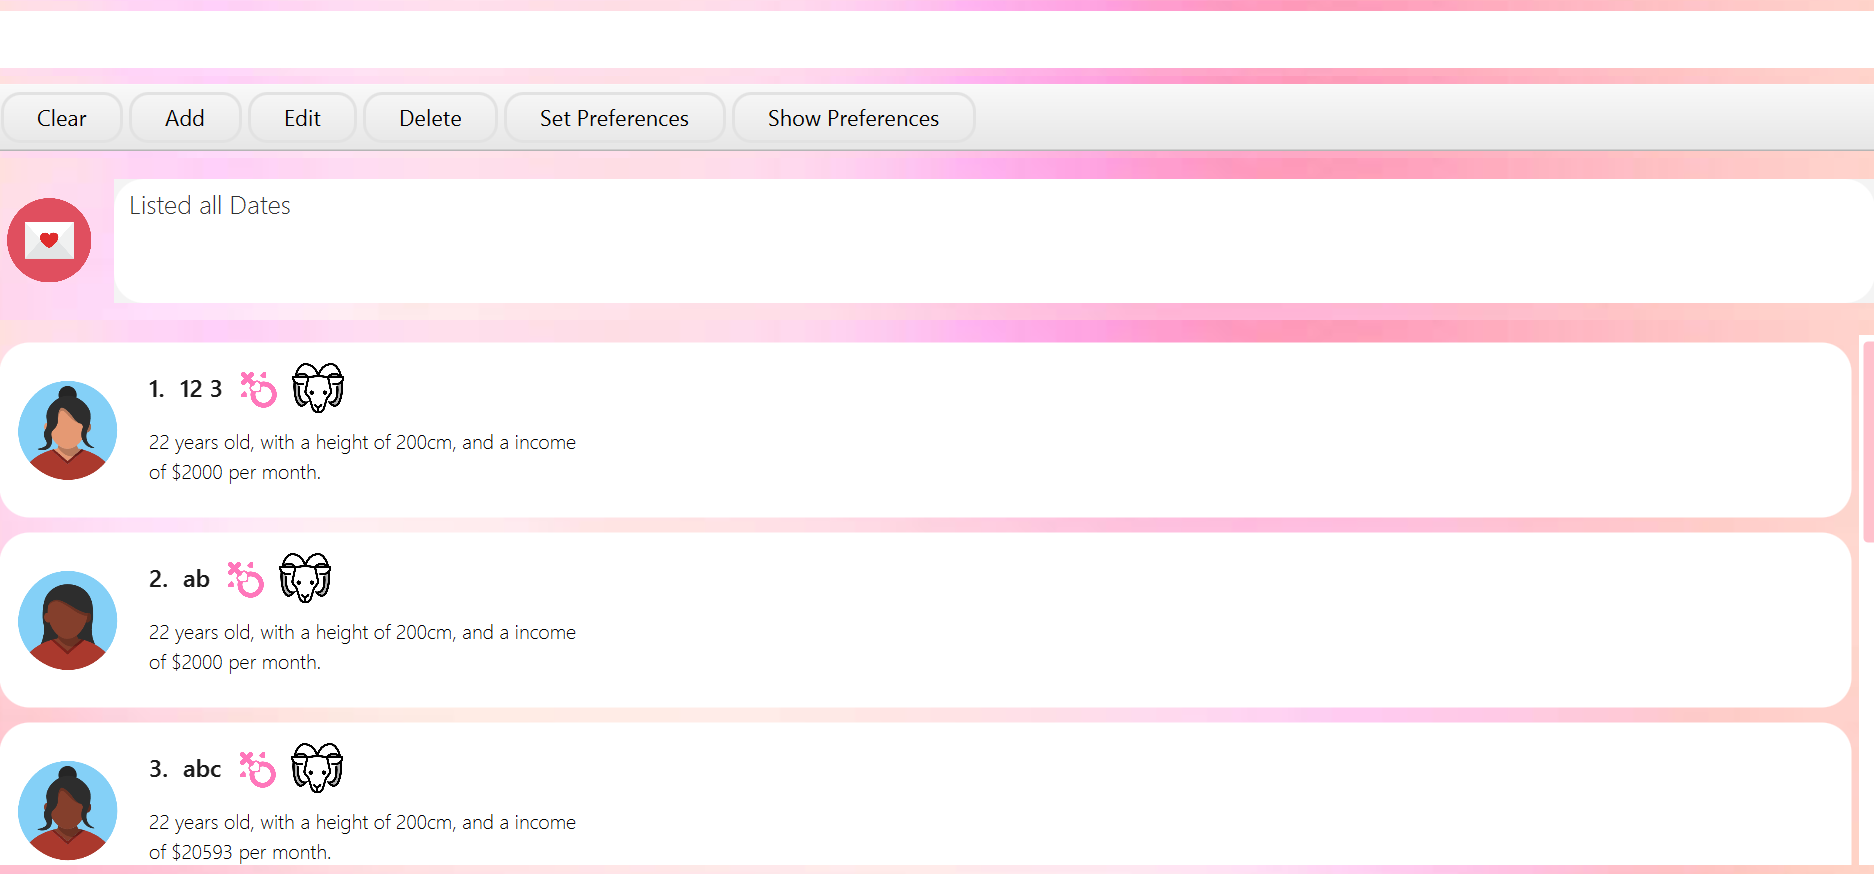 Clear Add Edit Delete Set Preferences Show Preferences
Listed all Dates
1. 12 3
22 years old, with a height of 200cm, and a income
of $2000 per month.
2. ab
22 years old, with a height of 200cm, and a income
of $2000 per month.
3. abc
22 years old, with a height of 200cm, and a income
of $20593 per month.